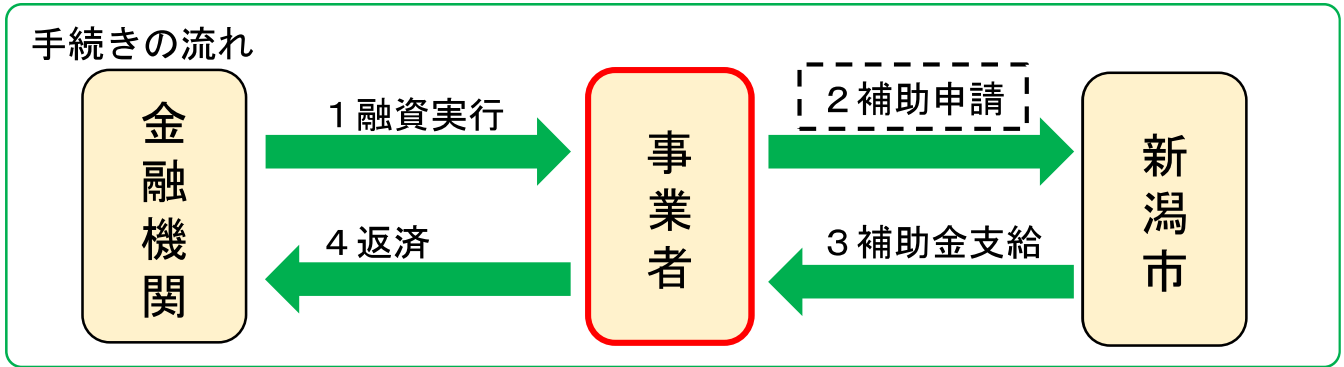 手続きの流れ
金融機関
１融資実行
４返済
事業者
２補助申請
３補助金支給
新潟市